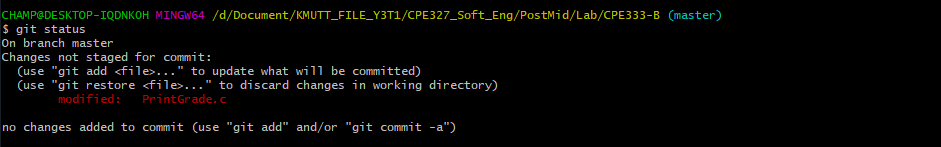 CHAMP@DESKTOP-IQDNKOH MINGW64 /d/Document/KMUTT_FILE_Y3T1/CPE327_Soft_Eng/PostMid/Lab/CPE333-B (master)
$ git status
On branch master
Changes not staged for commit:
  (use "git add <file>..." to update what will be committed)
  (use "git restore <file>..." to discard changes in working directory)
        modified:   PrintGrade.c

no changes added to commit (use "git add" and/or "git commit -a")